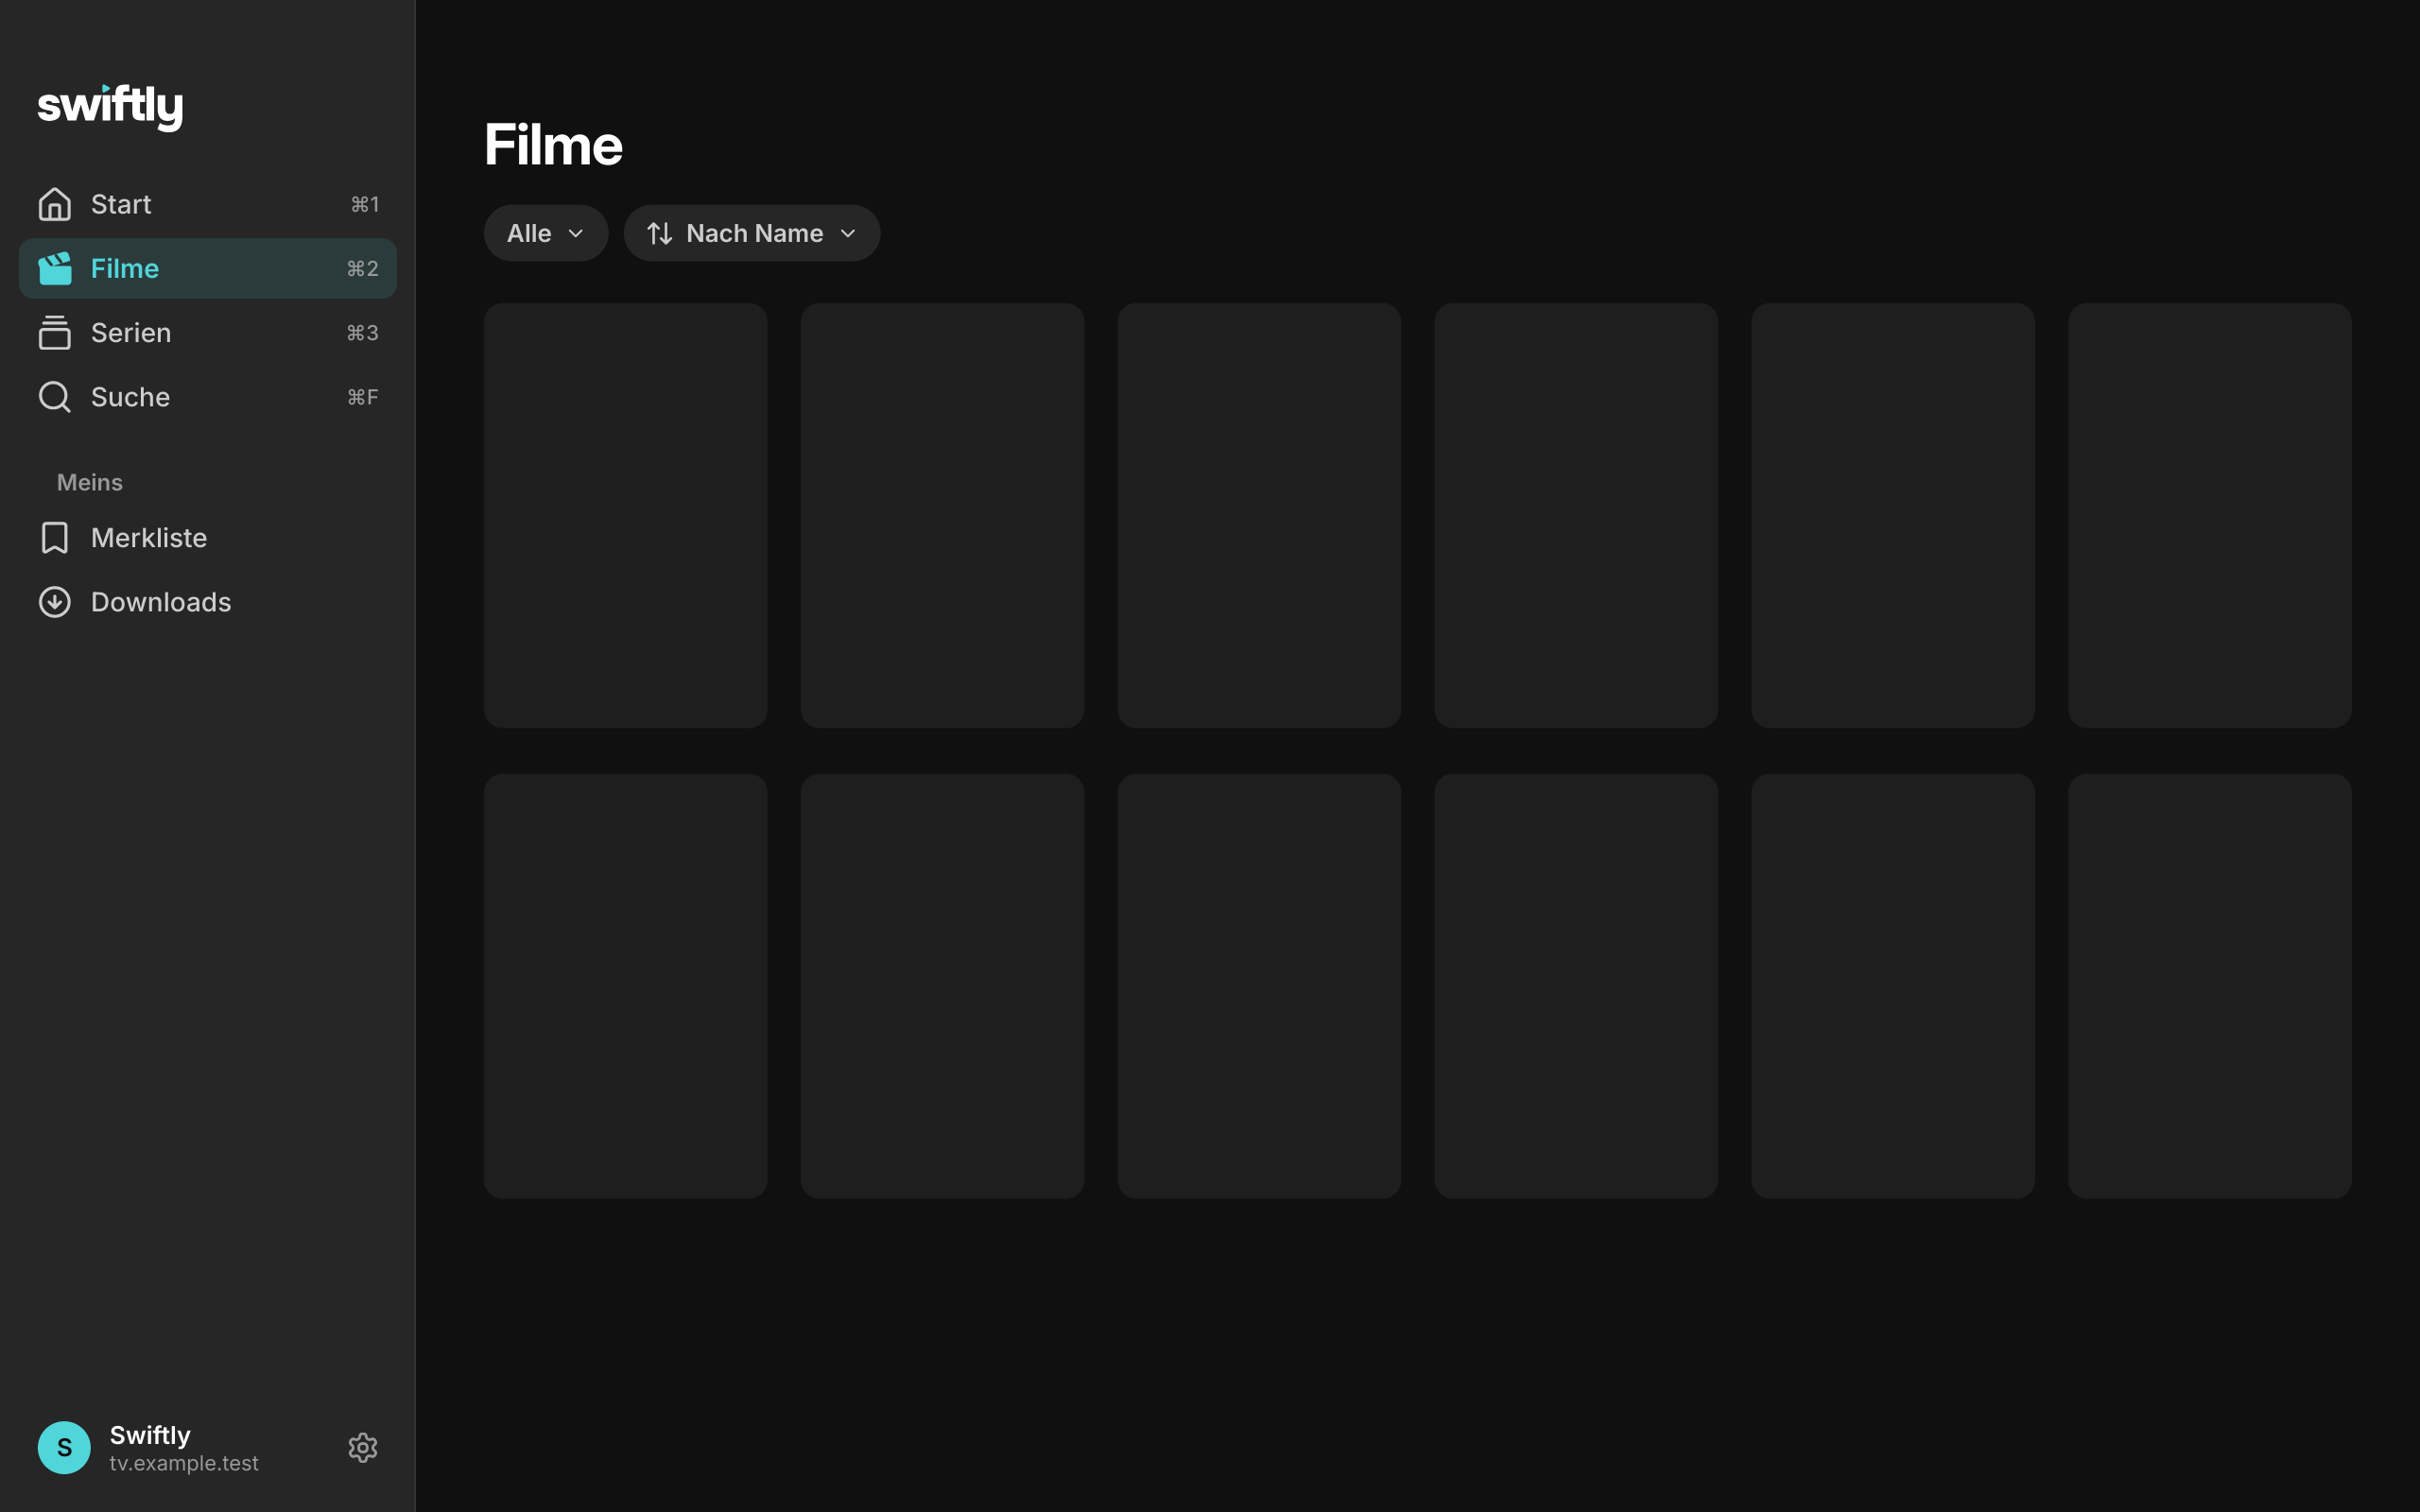 swiftly
Start ⌘1
Filme ⌘2
Serien ⌘3
Suche ⌘F
Meins
Merkliste
Downloads
Swiftly
tv.example.test
S
Filme
Alle
Nach Name